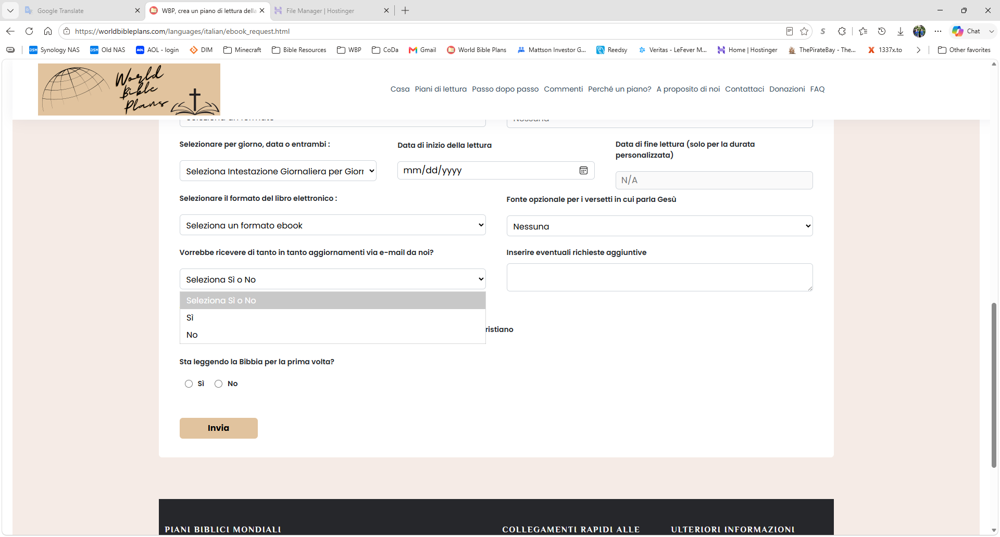 Google Translate
WBP, crea un piano di lettura della
File Manager | Hostinger
https://worldbibleplans.com/languages/italian/ebook_request.html
Chat
Synology NAS
Old NAS
AOL - login
DIM
Minecraft
Bible Resources
WBP
CoDa
Gmail
World Bible Plans
Mattson Investor G...
Reedsy
Veritas - LeFever M...
Home | Hostinger
ThePirateBay - The...
1337x.to
Other favorites
World
Bible
Plans
Casa Piani di lettura Passo dopo passo Commenti Perché un piano? A proposito di noi Contattaci Donazioni FAQ
Selezionare per giorno, data o entrambi :
Data di inizio della lettura
Data di fine lettura (solo per la durata
personalizzata)
Seleziona Intestazione Giornaliera per Giorr
mm/dd/yyyy
N/A
Selezionare il formato del libro elettronico :
Fonte opzionale per i versetti in cui parla Gesù
Seleziona un formato ebook
Nessuna
Vorrebbe ricevere di tanto in tanto aggiornamenti via e-mail da noi?
Inserire eventuali richieste aggiuntive
Seleziona Sì o No
Seleziona Sì o No
Sì
No
ristiano
Sta leggendo la Bibbia per la prima volta?
Sì No
Invia
PIANI BIBLICI MONDIALI
COLLEGAMENTI RAPIDI ALLE
ULTERIORI INFORMAZIONI